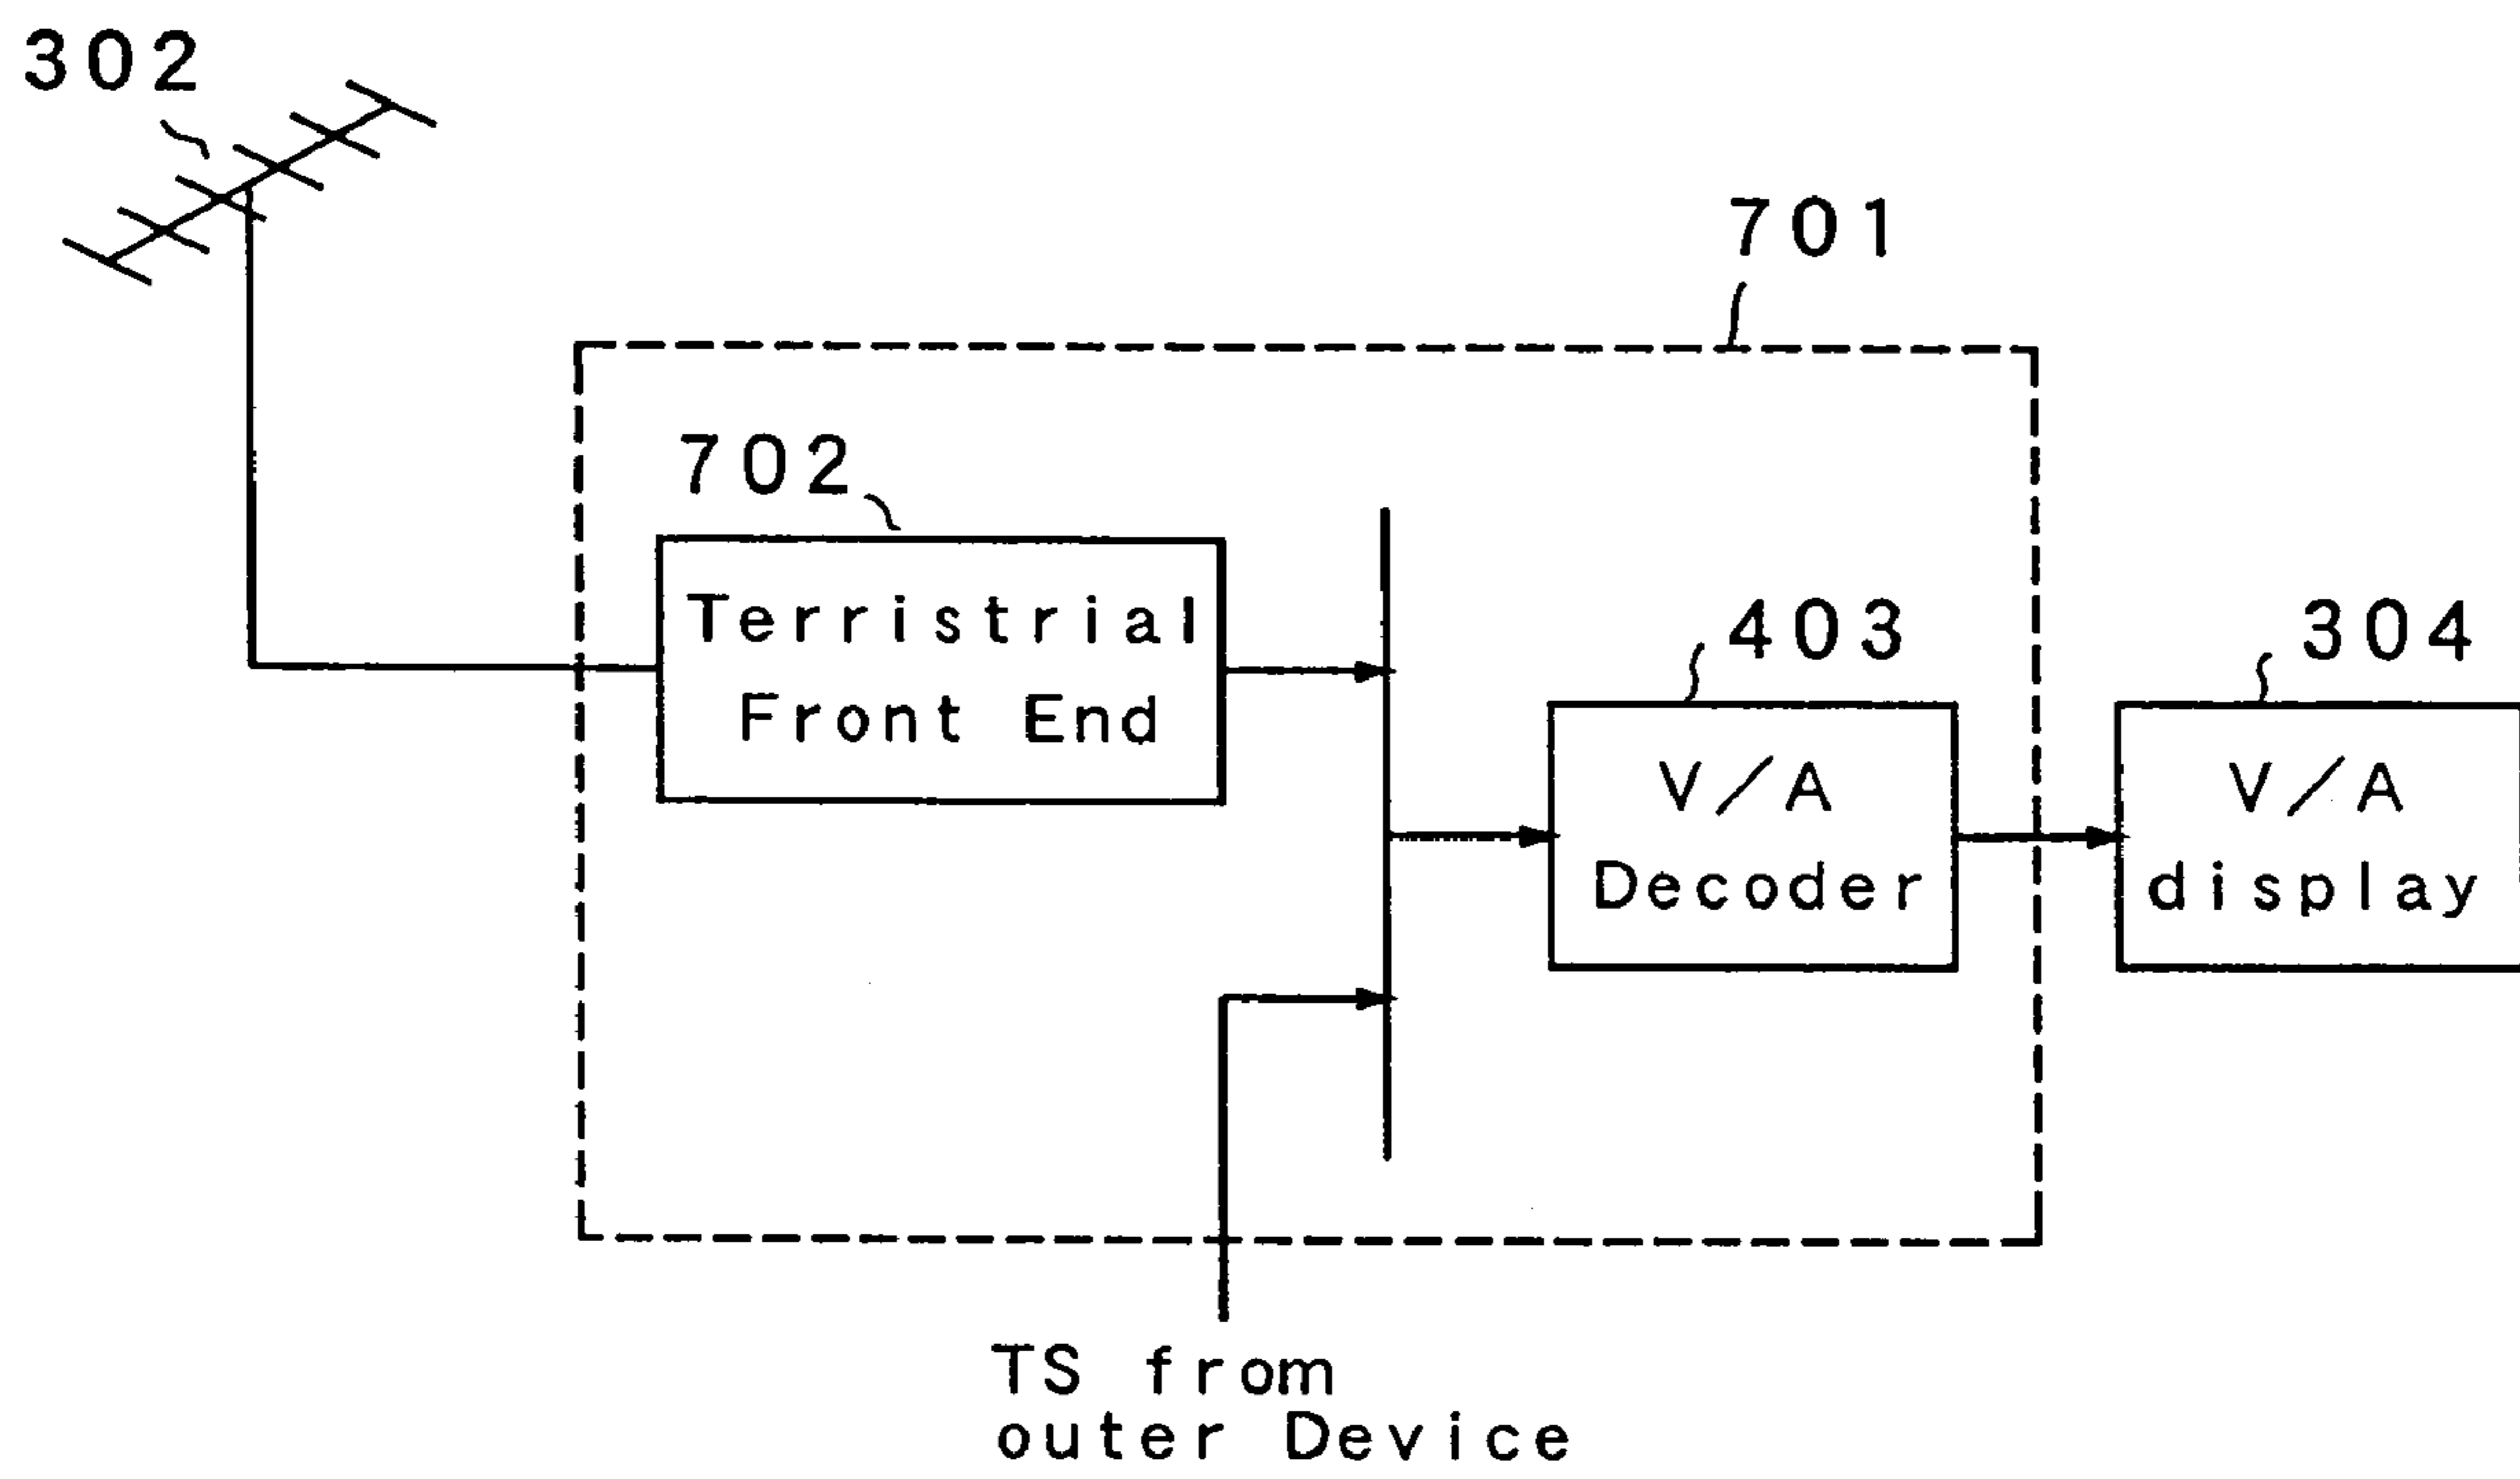 302
701
702
Terristrial
Front End
403
V/A
Decoder
304
V/A
display
TS from
outer Device